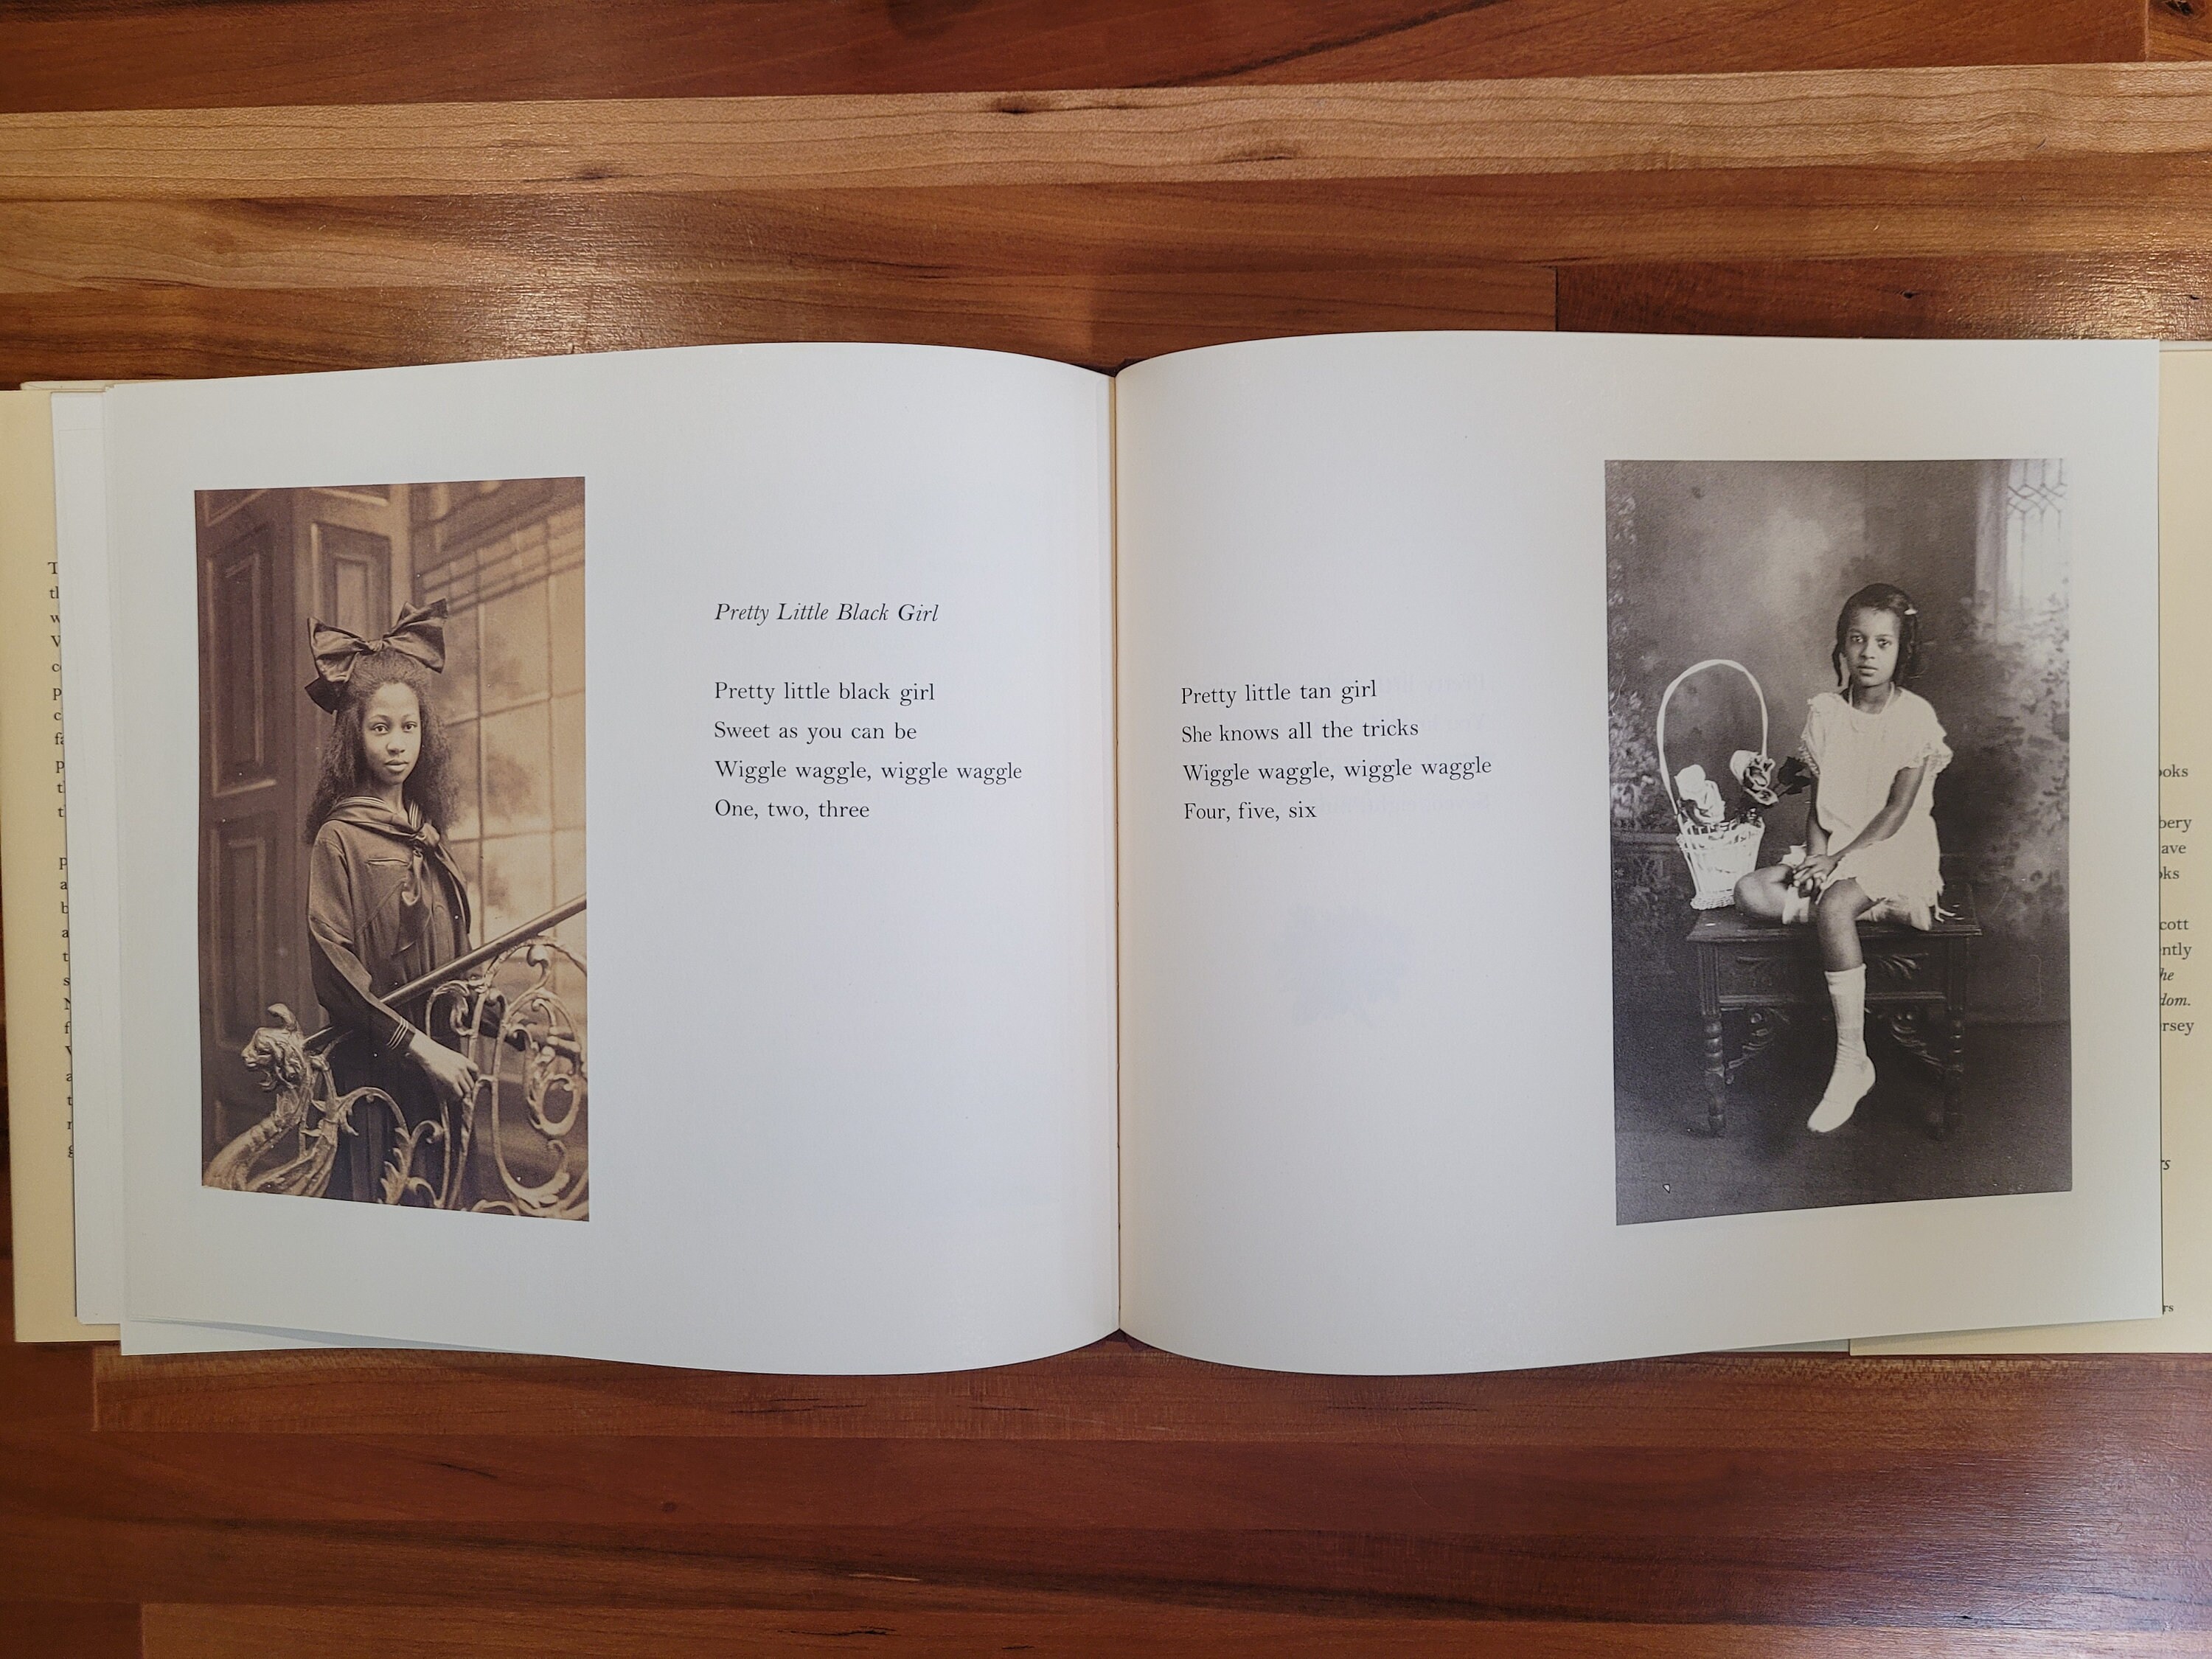 Pretty Little Black Girl
Pretty little black girl
Sweet as you can be
Wiggle waggle, wiggle waggle
One, two, three
Pretty little tan girl
She knows all the tricks
Wiggle waggle, wiggle waggle
Four, five, six